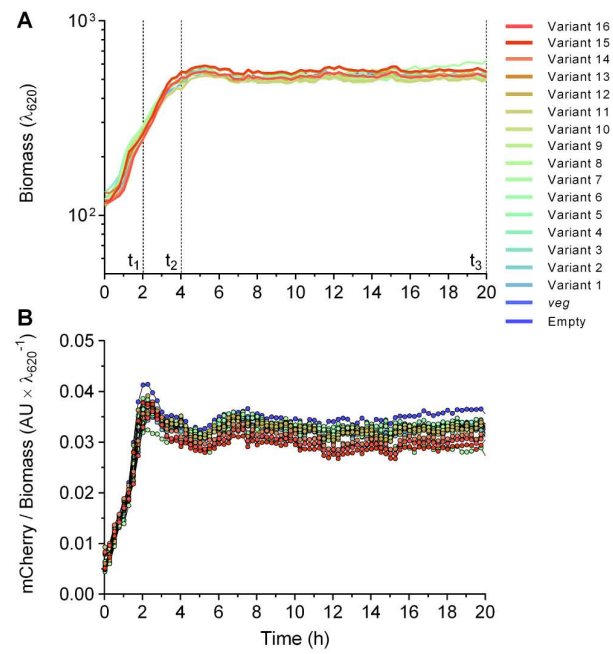 A
10³
10²
Biomass (λ₆₂₀)
t₁
t₂
t₃
0 2 4 6 8 10 12 14 16 18 20
Variant 16
Variant 15
Variant 14
Variant 13
Variant 12
Variant 11
Variant 10
Variant 9
Variant 8
Variant 7
Variant 6
Variant 5
Variant 4
Variant 3
Variant 2
Variant 1
veg
Empty
B
0.05
0.04
0.03
0.02
0.01
0.00
mCherry / Biomass (AU × λ₆₂₀⁻¹)
0 2 4 6 8 10 12 14 16 18 20
Time (h)